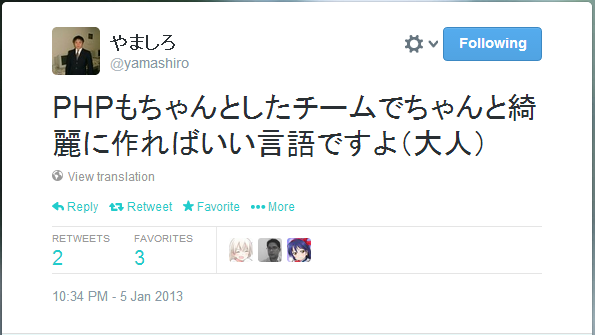 やましろ
@yamashiro
Following
PHPもちゃんとしたチームでちゃんと綺
麗に作ればいい言語ですよ（大人）
View translation
Reply Retweet Favorite More
RETWEETS FAVORITES
2 3
10:34 PM - 5 Jan 2013